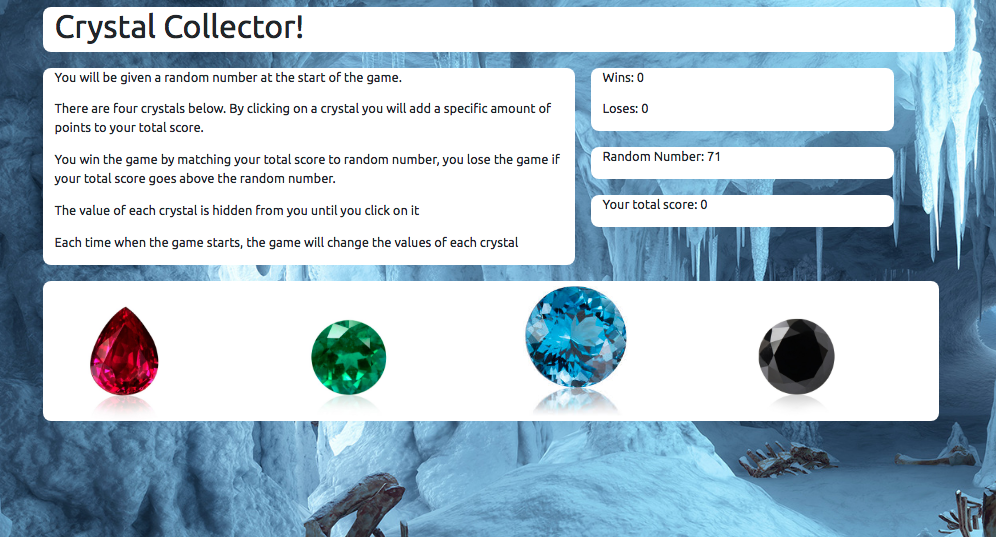 Crystal Collector!
You will be given a random number at the start of the game.
There are four crystals below. By clicking on a crystal you will add a specific amount of
points to your total score.
You win the game by matching your total score to random number, you lose the game if
your total score goes above the random number.
The value of each crystal is hidden from you until you click on it
Each time when the game starts, the game will change the values of each crystal
Wins: 0
Loses: 0
Random Number: 71
Your total score: 0